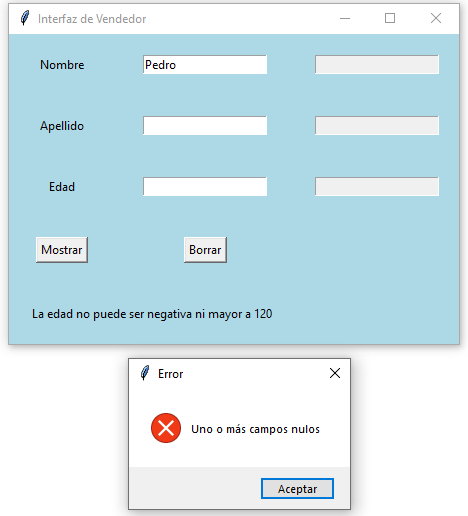 Interfaz de Vendedor
Nombre Pedro
Apellido
Edad
Mostrar Borrar
La edad no puede ser negativa ni mayor a 120
Error
Uno o más campos nulos
Aceptar